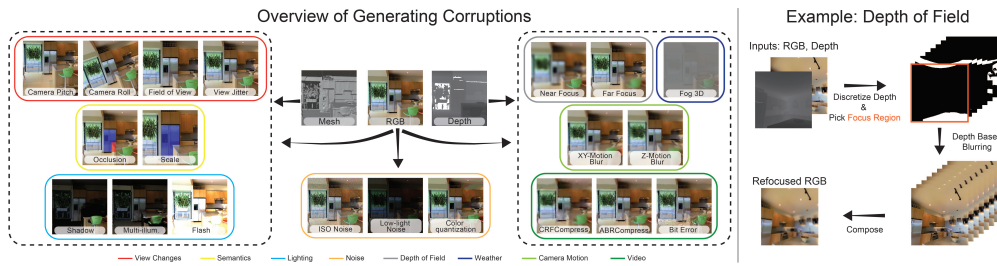 Overview of Generating Corruptions
Camera Pitch
Camera Roll
Field of View
View Jitter
Occlusion
Scale
Shadow
Multi-illum.
Flash
Mesh
RGB
Depth
ISO Noise
Low-light
Noise
Color
quantization
Near Focus
Far Focus
Fog 3D
XY-Motion
Blur
Z-Motion
Blur
CRFCompress
ABRCompress
Bit Error
View Changes
Semantics
Lighting
Noise
Depth of Field
Weather
Camera Motion
Video
Example: Depth of Field
Inputs: RGB, Depth
Discretize Depth
&
Pick Focus Region
Depth Based
Blurring
Refocused RGB
Compose